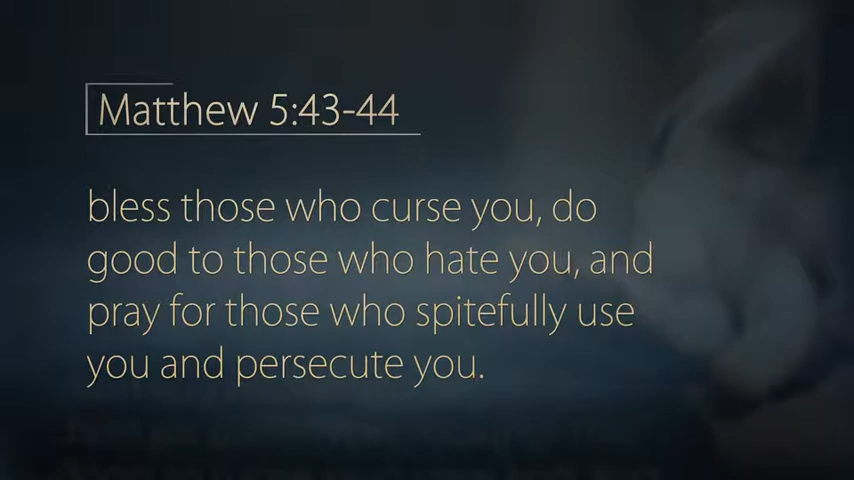 Matthew 5:43-44
bless those who curse you, do
good to those who hate you, and
pray for those who spitefully use
you and persecute you.